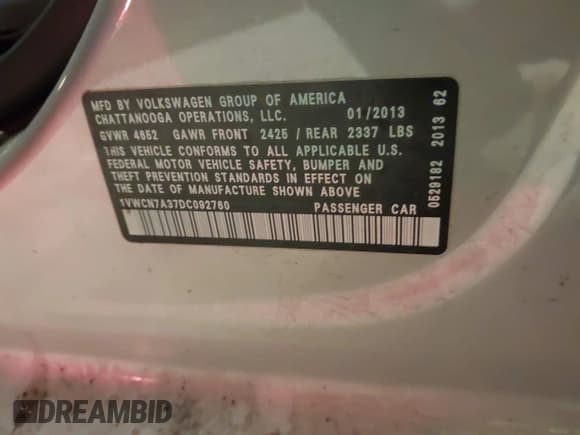 MFD BY VOLKSWAGEN GROUP OF AMERICA
CHATTANOOGA OPERATIONS, LLC. 01/2013
GVWR 4652 GAWR FRONT 2425 / REAR 2337 LBS
THIS VEHICLE CONFORMS TO ALL APPLICABLE U.S.
FEDERAL MOTOR VEHICLE SAFETY, BUMPER AND
THEFT PREVENTION STANDARDS IN EFFECT ON
THE DATE OF MANUFACTURE SHOWN ABOVE
1VWCN7A37DC092760 PASSENGER CAR
0529182 2013 62
DREAMBID